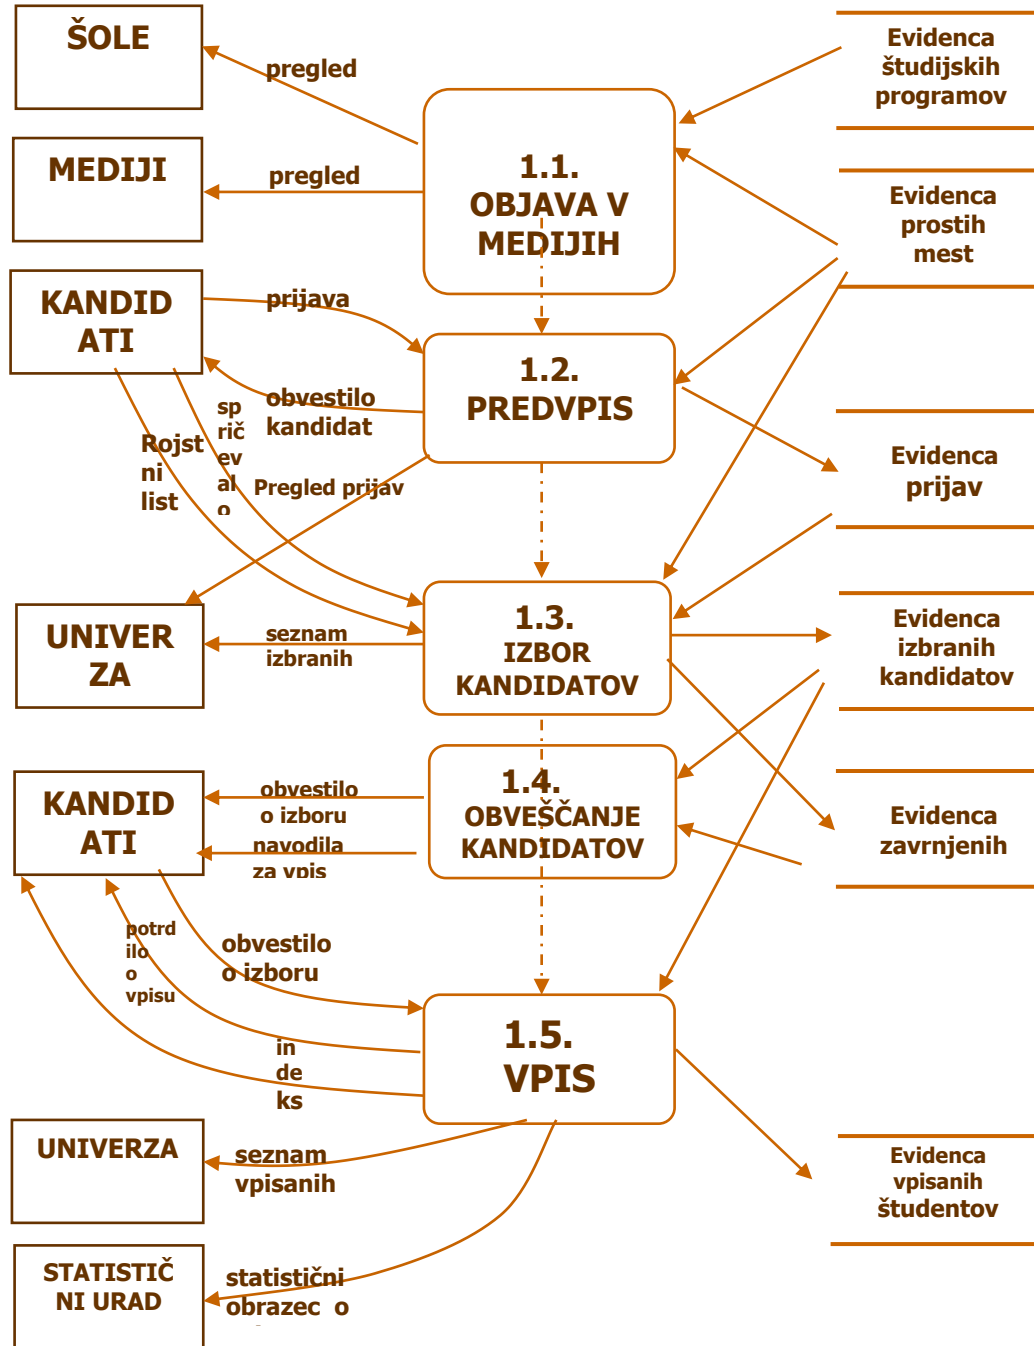 ŠOLE
pregled
Evidenca
študijskih
programov
MEDIJI
pregled
1.1.
OBJAVA V
MEDIJIH
Evidenca
prostih
mest
KANDID
ATI
prijava
obvestilo
kandidat
1.2.
PREDVPIS
sp
rič
ev
al
o
Rojst
ni
list
Pregled prijav
Evidenca
prijav
UNIVER
ZA
seznam
izbranih
1.3.
IZBOR
KANDIDATOV
Evidenca
izbranih
kandidatov
KANDID
ATI
obvestilo
o izboru
navodila
za vpis
1.4.
OBVEŠČANJE
KANDIDATOV
Evidenca
zavrnjenih
potrd
ilo
o
vpisu
obvestilo
o izboru
in
de
ks
1.5.
VPIS
UNIVERZA
seznam
vpisanih
Evidenca
vpisanih
študentov
STATISTIČ
NI URAD
statistični
obrazec o